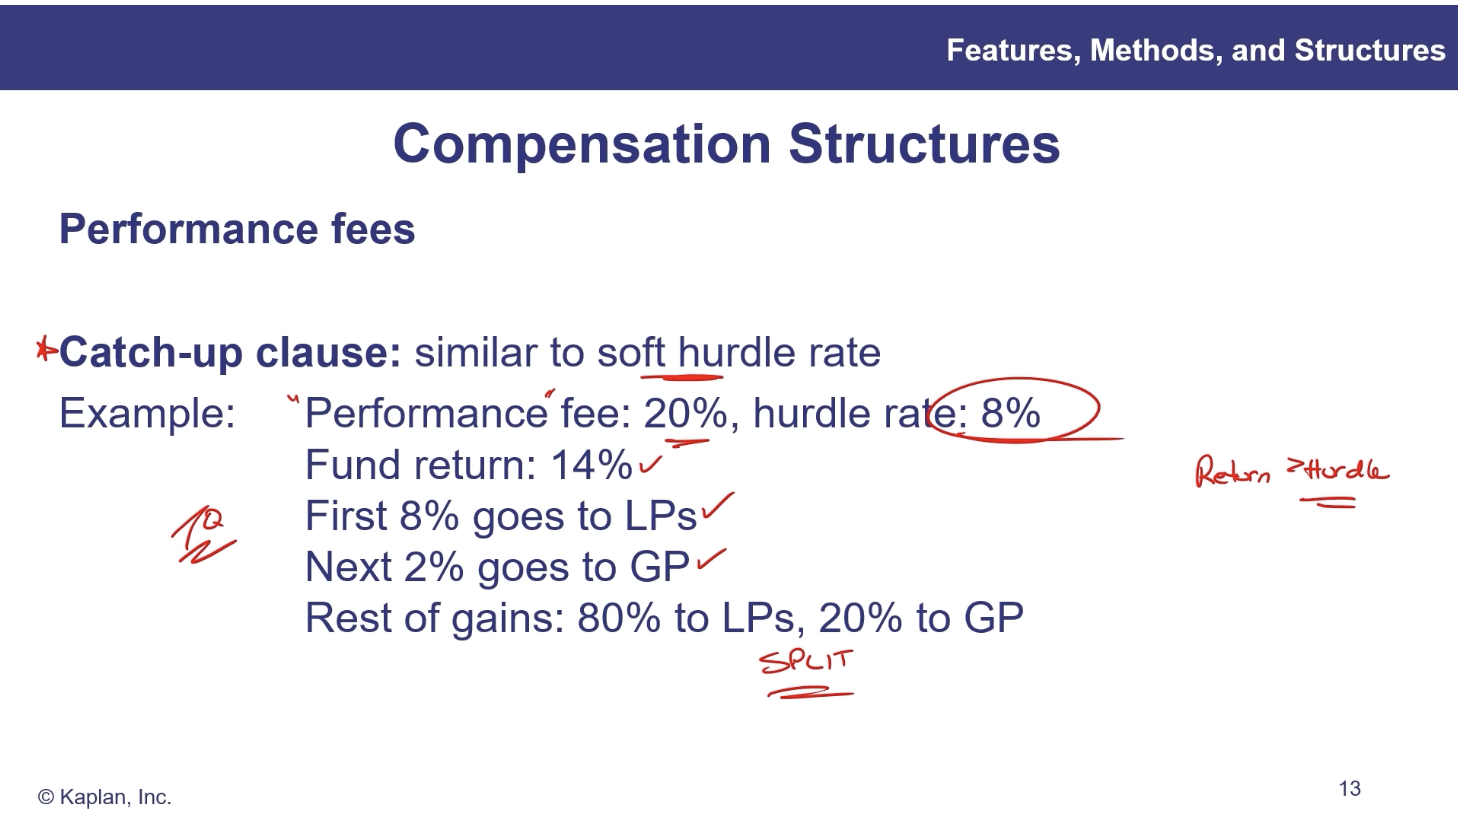 Features, Methods, and Structures
Compensation Structures
Performance fees
*Catch-up clause: similar to soft hurdle rate
Example: "Performance" fee: 20%, hurdle rate: 8%
Fund return: 14% ✓
Return > Hurdle
First 8% goes to LPs ✓
Next 2% goes to GP ✓
Rest of gains: 80% to LPs, 20% to GP
SPLIT
© Kaplan, Inc.
13